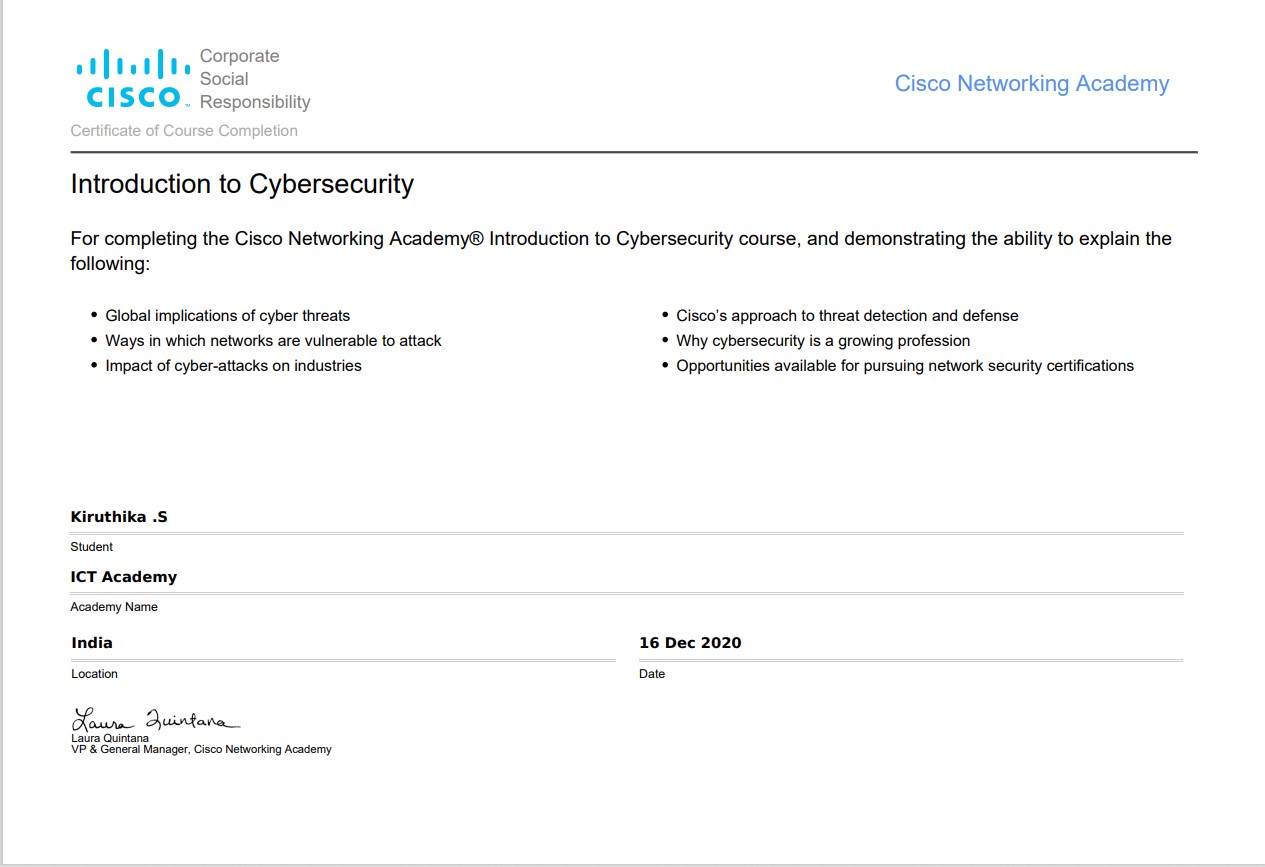 Corporate
Social
Responsibility
CISCO™
Cisco Networking Academy
Certificate of Course Completion
Introduction to Cybersecurity
For completing the Cisco Networking Academy® Introduction to Cybersecurity course, and demonstrating the ability to explain the
following:
• Global implications of cyber threats
• Ways in which networks are vulnerable to attack
• Impact of cyber-attacks on industries
• Cisco’s approach to threat detection and defense
• Why cybersecurity is a growing profession
• Opportunities available for pursuing network security certifications
Kiruthika .S
Student
ICT Academy
Academy Name
India
Location
16 Dec 2020
Date
Laura Quintana
Laura Quintana
VP & General Manager, Cisco Networking Academy